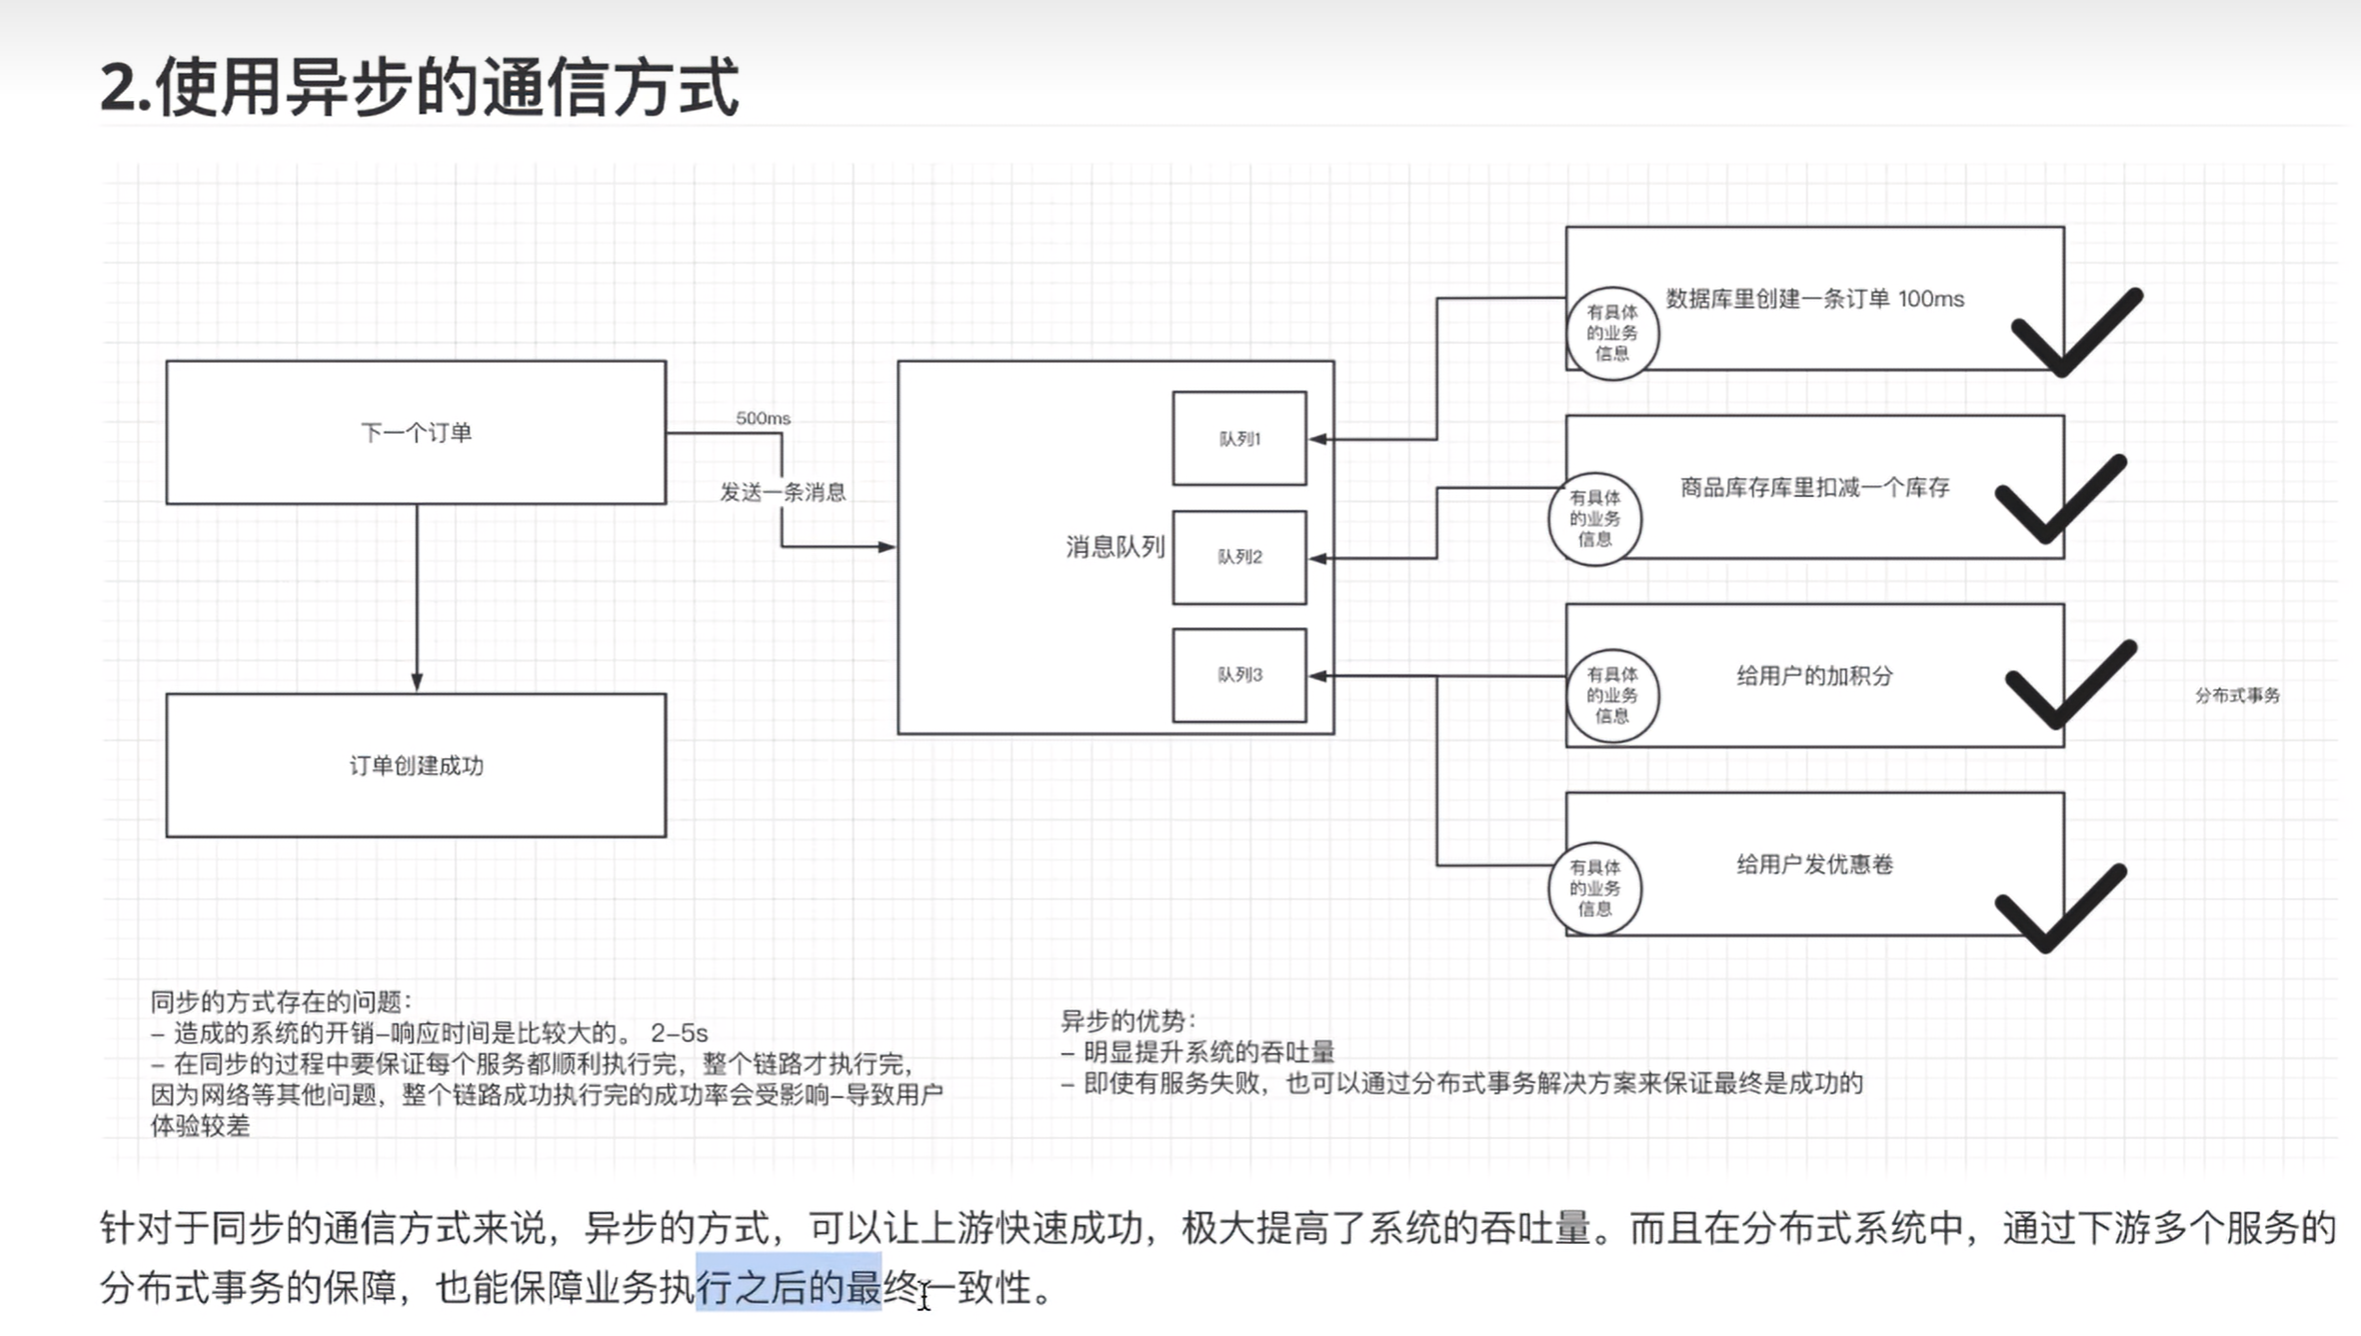 2.使用异步的通信方式
下一个订单
500ms
发送一条消息
订单创建成功
消息队列
队列1
队列2
队列3
有具体
的业务
信息
数据库里创建一条订单 100ms
有具体
的业务
信息
商品库存库里扣减一个库存
有具体
的业务
信息
给用户的加积分
有具体
的业务
信息
给用户发优惠卷
分布式事务
同步的方式存在的问题：
– 造成的系统的开销–响应时间是比较大的。 2–5s
– 在同步的过程中要保证每个服务都顺利执行完，整个链路才执行完，
因为网络等其他问题，整个链路成功执行完的成功率会受影响–导致用户
体验较差
异步的优势：
– 明显提升系统的吞吐量
– 即使有服务失败，也可以通过分布式事务解决方案来保证最终是成功的
针对于同步的通信方式来说，异步的方式，可以让上游快速成功，极大提高了系统的吞吐量。而且在分布式系统中，通过下游多个服务的
分布式事务的保障，也能保障业务执行之后的最终一致性。